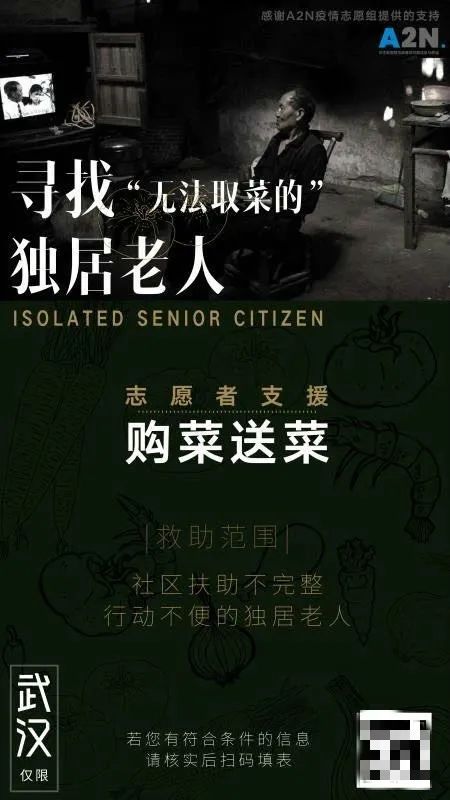 感谢A2N疫情志愿组提供的支持
A2N.
寻找“无法取菜的”
独居老人
ISOLATED SENIOR CITIZEN
志愿者支援
购菜送菜
|救助范围|
社区扶助不完整
行动不便的独居老人
武汉
仅限
若您有符合条件的信息
请核实后扫码填表